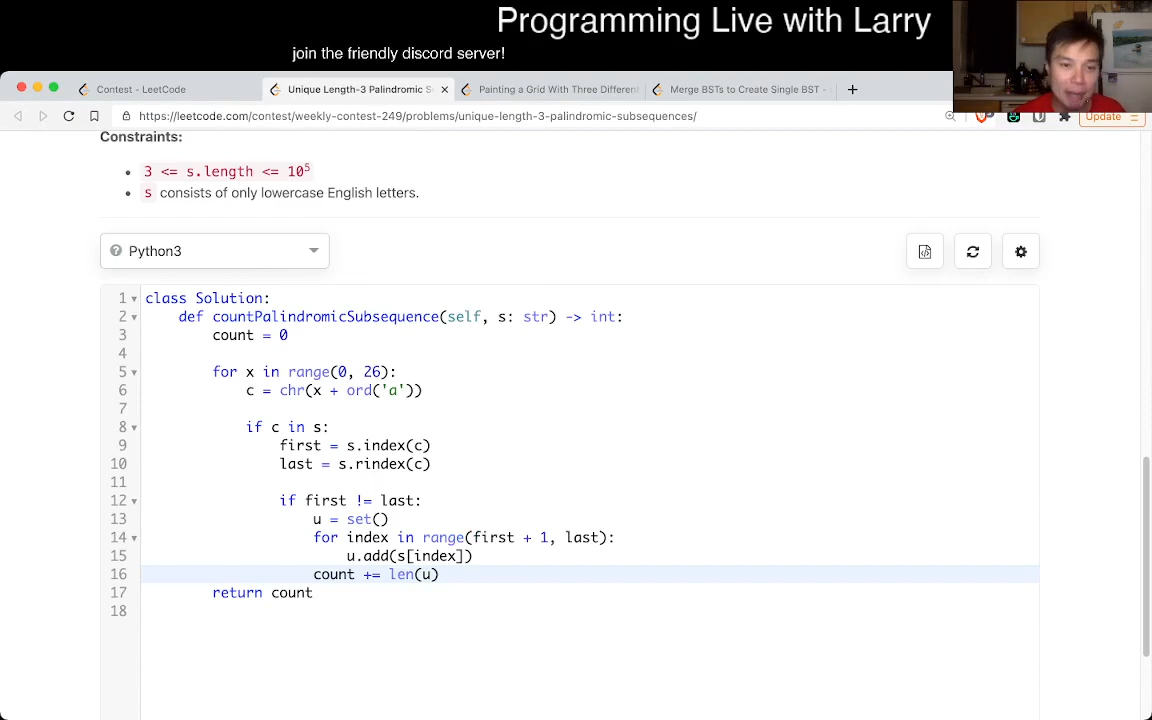 Programming Live with Larry
join the friendly discord server!
Contest - LeetCode
Unique Length-3 Palindromic S
Painting a Grid With Three Different
Merge BSTs to Create Single BST -
https://leetcode.com/contest/weekly-contest-249/problems/unique-length-3-palindromic-subsequences/
Update
Constraints:
• 3 <= s.length <= 10⁵
• s consists of only lowercase English letters.
Python3
1 class Solution:
2     def countPalindromicSubsequence(self, s: str) -> int:
3         count = 0
4
5         for x in range(0, 26):
6             c = chr(x + ord('a'))
7
8             if c in s:
9                 first = s.index(c)
10                 last = s.rindex(c)
11
12                 if first != last:
13                     u = set()
14                     for index in range(first + 1, last):
15                         u.add(s[index])
16                     count += len(u)
17         return count
18